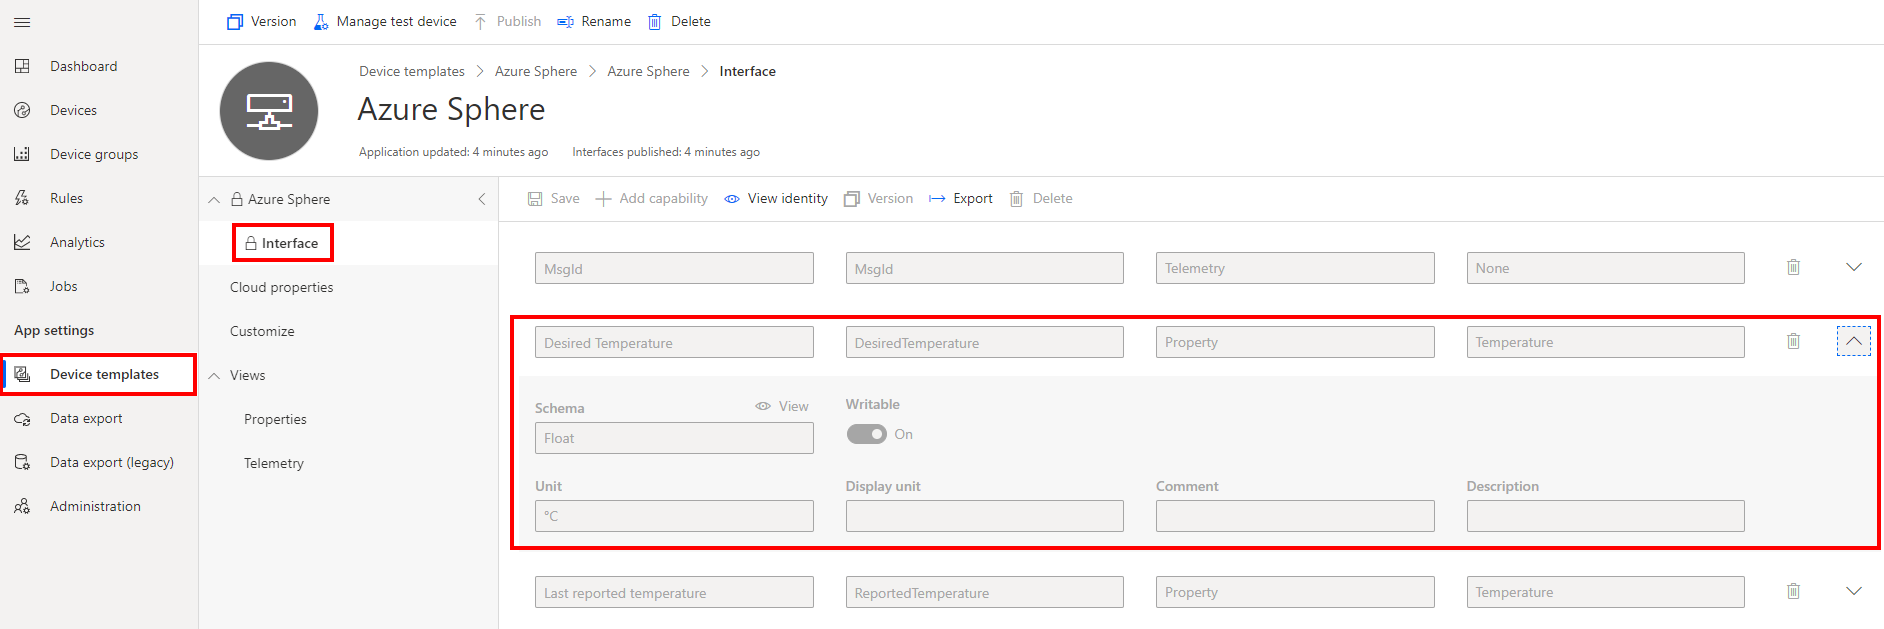 Version Manage test device Publish Rename Delete
Dashboard
Devices
Device groups
Rules
Analytics
Jobs
App settings
Device templates
Data export
Data export (legacy)
Administration
Device templates > Azure Sphere > Azure Sphere > Interface
Azure Sphere
Application updated: 4 minutes ago Interfaces published: 4 minutes ago
Azure Sphere
Interface
Cloud properties
Customize
Views
Properties
Telemetry
Save Add capability View identity Version Export Delete
MsgId MsgId Telemetry None
Desired Temperature DesiredTemperature Property Temperature
Schema View Writable
Float On
Unit Display unit Comment Description
°C
Last reported temperature ReportedTemperature Property Temperature